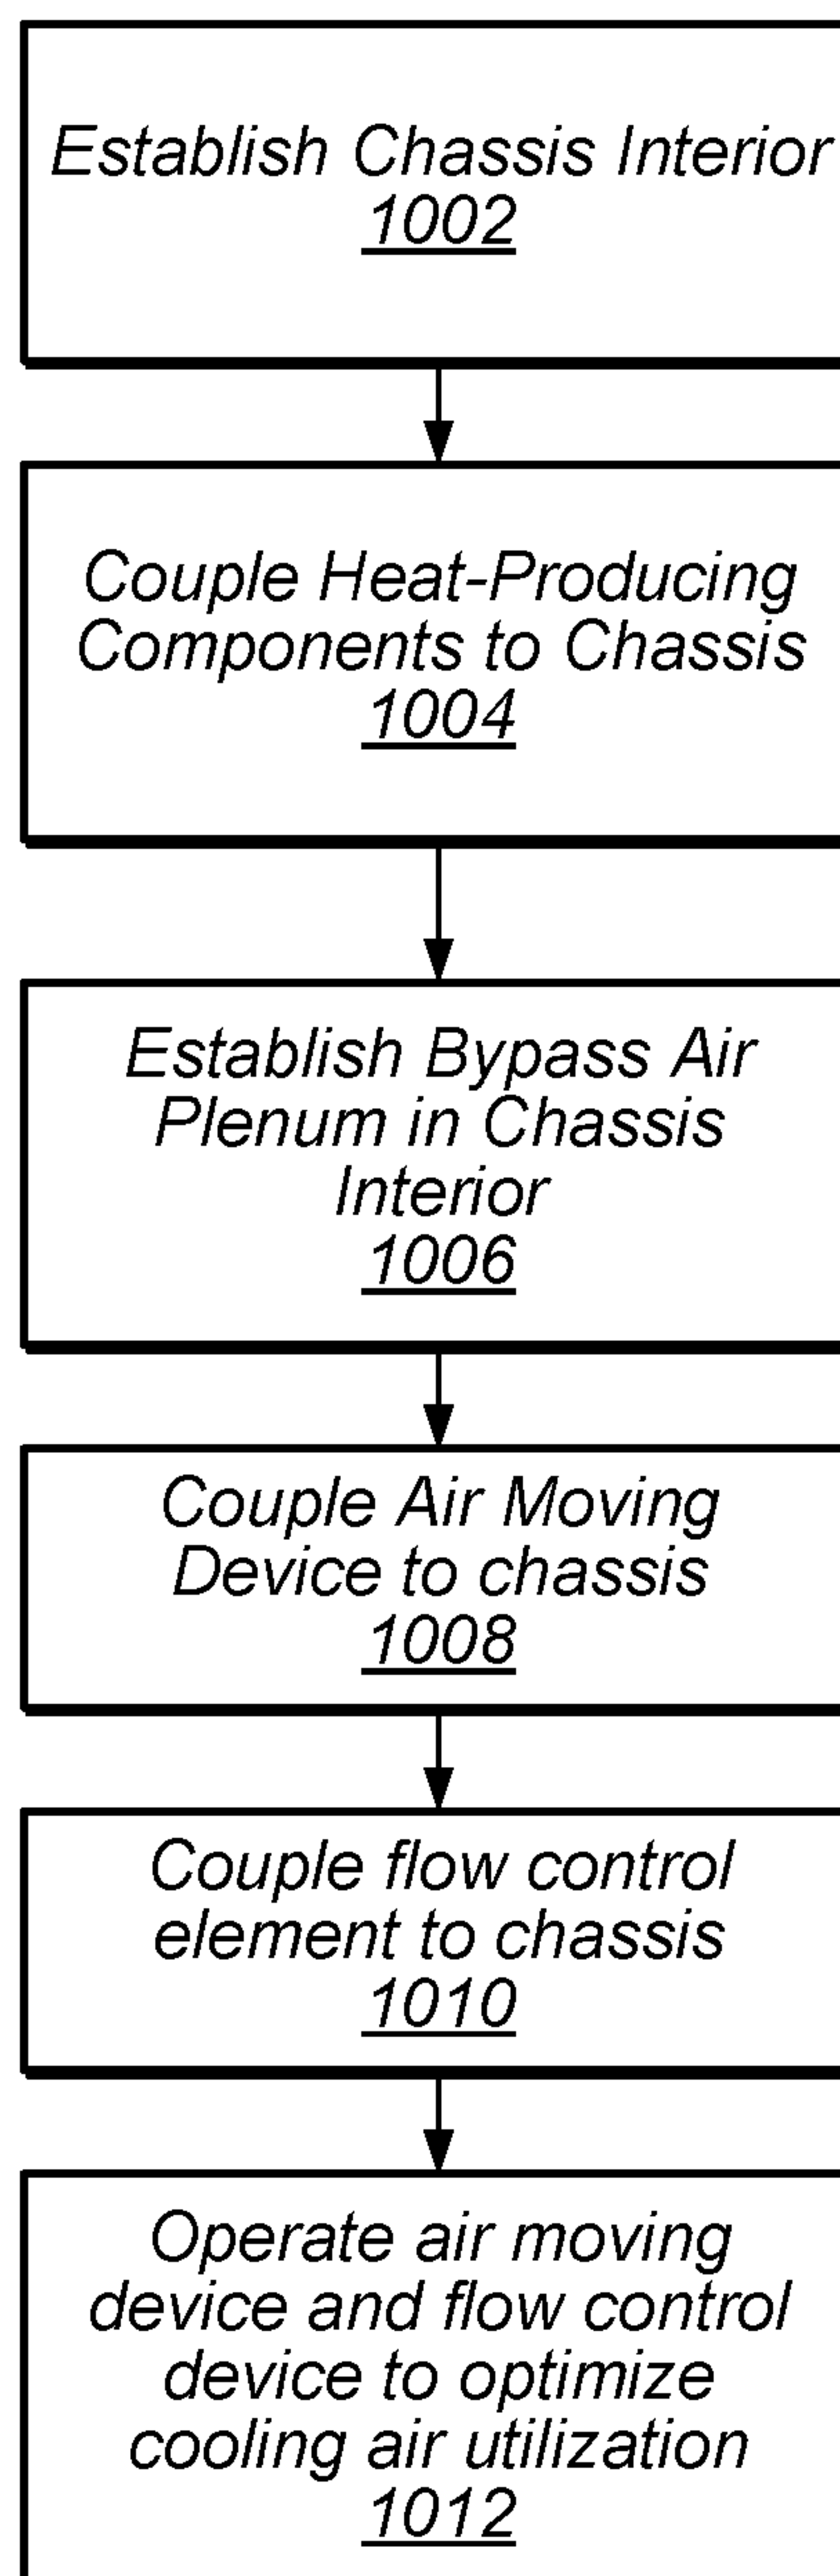 Establish Chassis Interior
1002
Couple Heat-Producing
Components to Chassis
1004
Establish Bypass Air
Plenum in Chassis
Interior
1006
Couple Air Moving
Device to chassis
1008
Couple flow control
element to chassis
1010
Operate air moving
device and flow control
device to optimize
cooling air utilization
1012